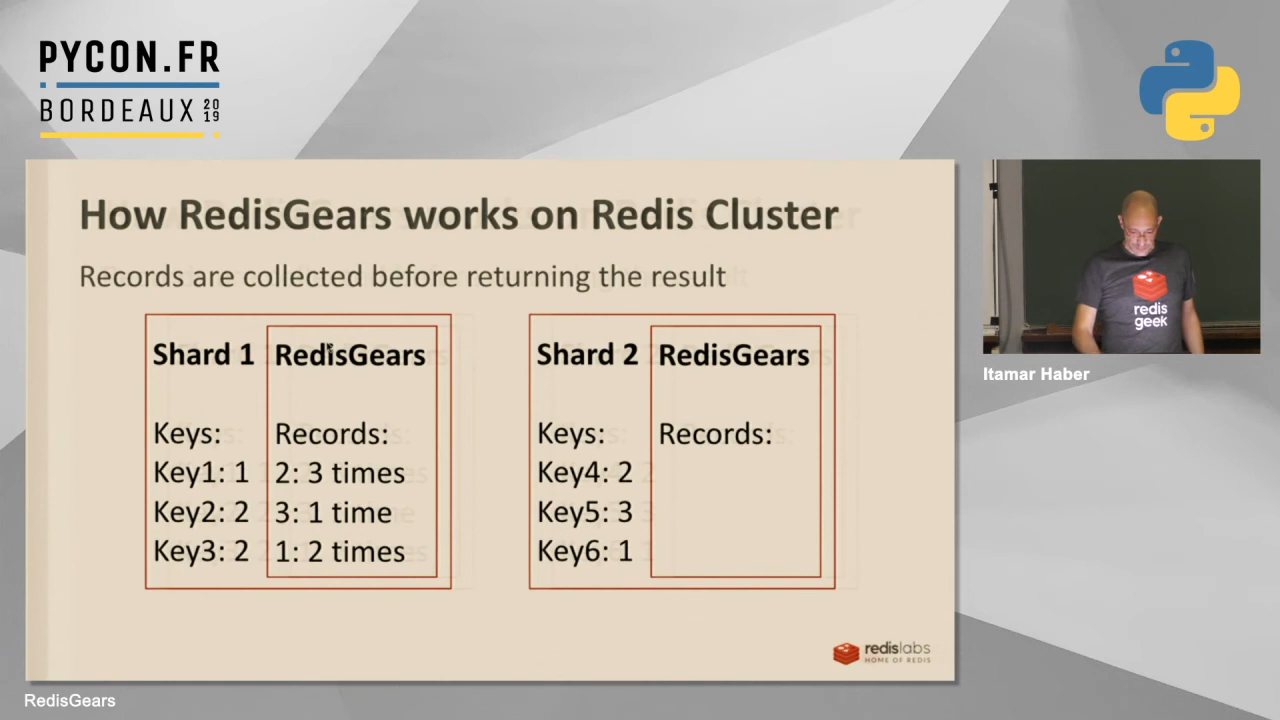 PYCON.FR
BORDEAUX 2019
How RedisGears works on Redis Cluster
Records are collected before returning the result
Shard 1 RedisGears
Keys: Records:
Key1: 1 2: 3 times
Key2: 2 3: 1 time
Key3: 2 1: 2 times
Shard 2 RedisGears
Keys: Records:
Key4: 2
Key5: 3
Key6: 1
redislabs
HOME OF REDIS
redis
geek
Itamar Haber
RedisGears